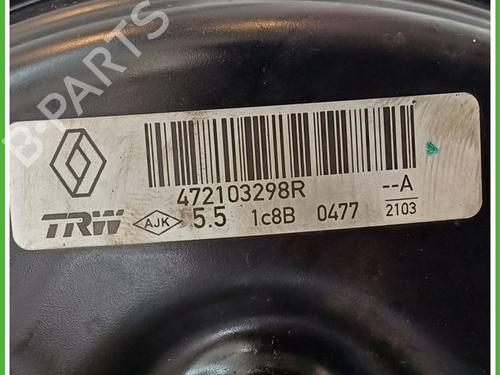 B-PARTS
472103298R --A
TRW AJK 5.5 1c8B 0477 2103